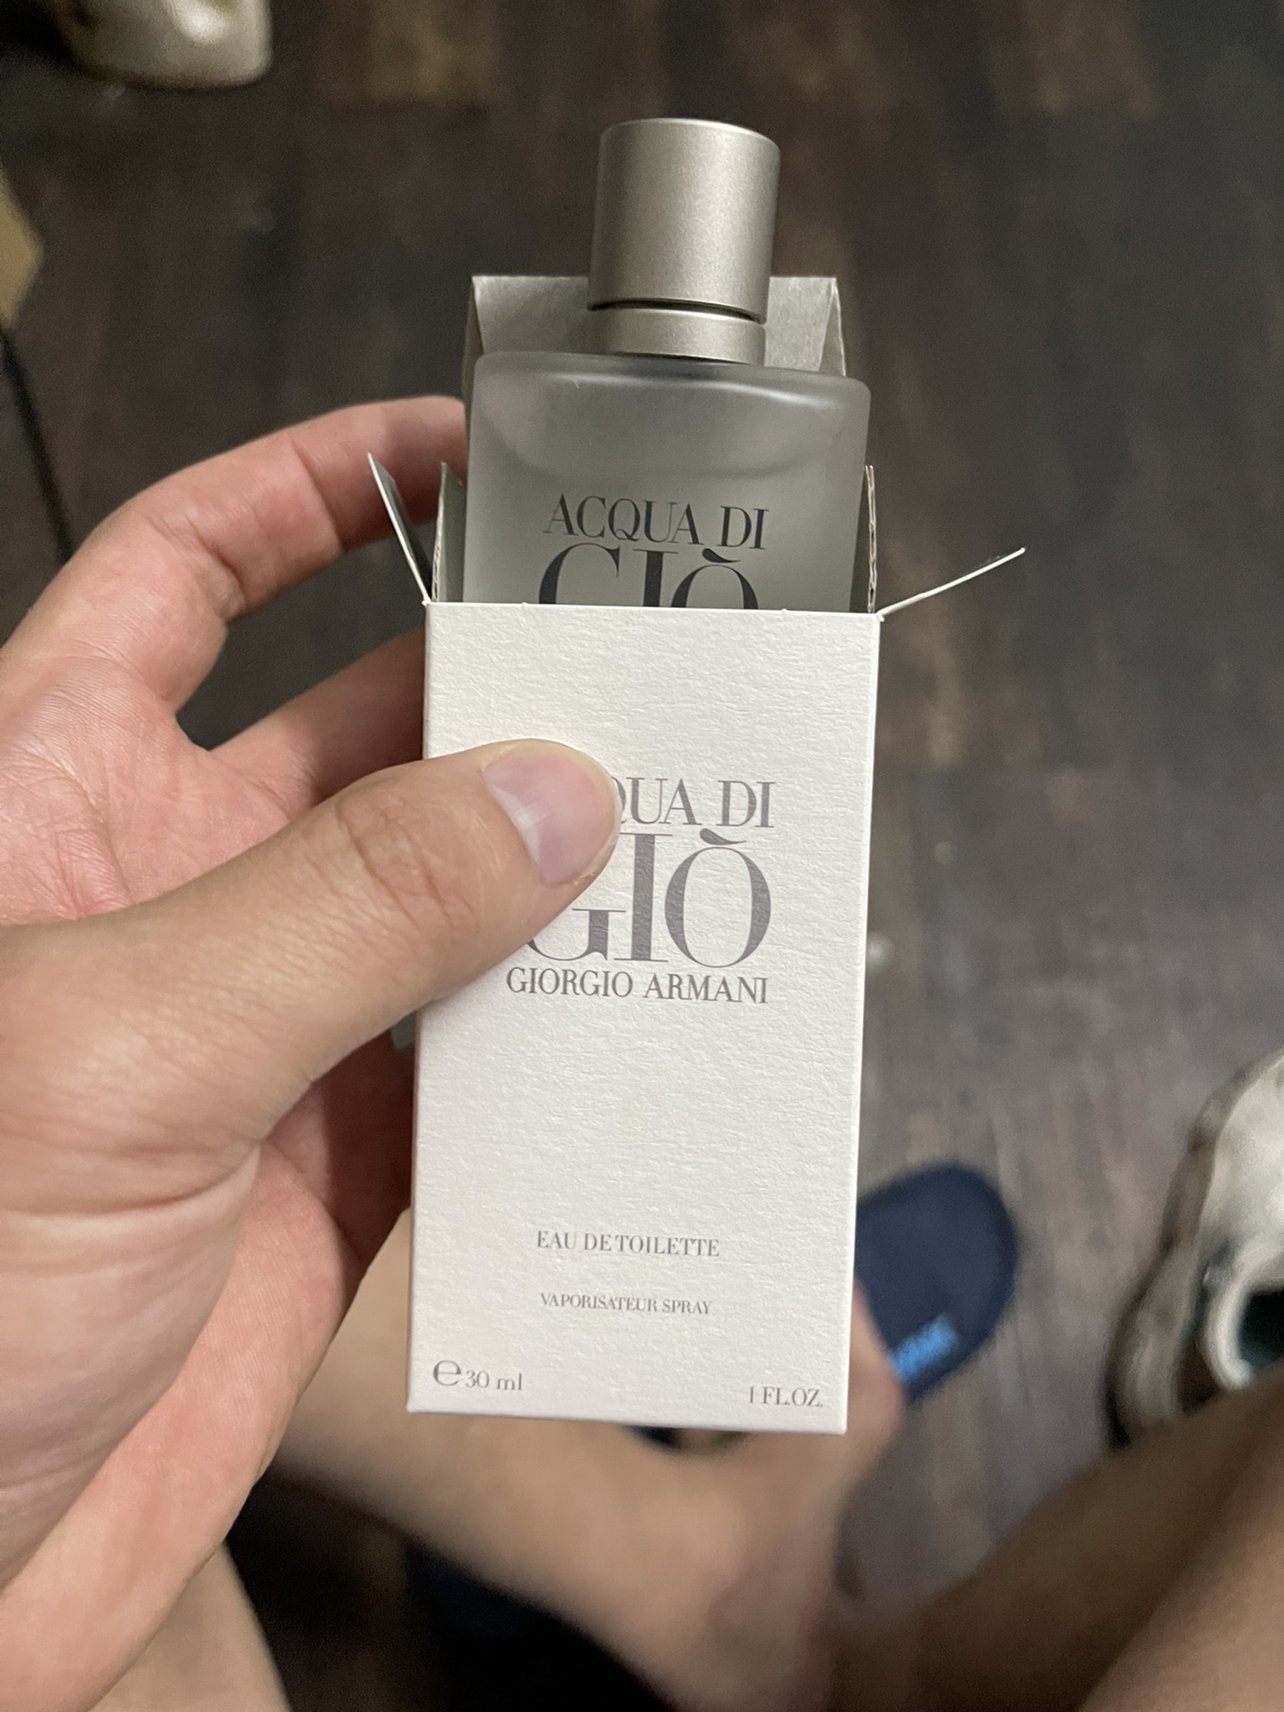 ACQUA DI
GIÒ
QUA DI
GIÒ
GIORGIO ARMANI
EAU DE TOILETTE
VAPORISATEUR SPRAY
℮ 30 ml
1 FL.OZ.